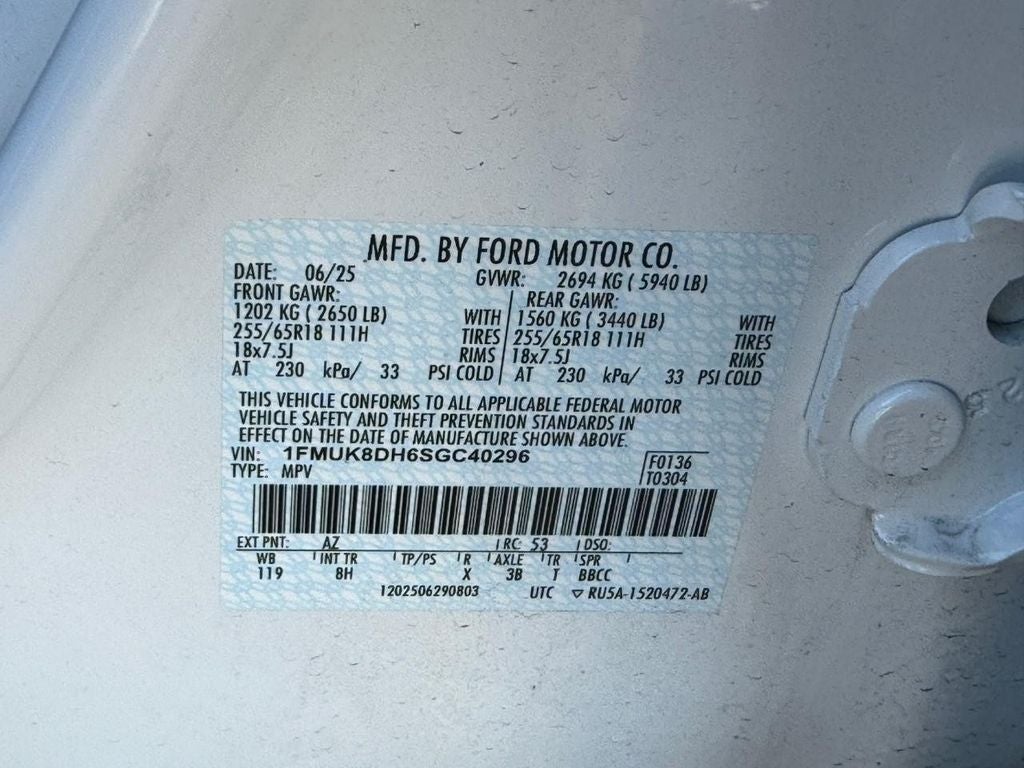 MFD. BY FORD MOTOR CO.
DATE: 06/25 GVWR: 2694 KG ( 5940 LB)
FRONT GAWR: REAR GAWR:
1202 KG ( 2650 LB) WITH 1560 KG ( 3440 LB) WITH
255/65R18 111H TIRES 255/65R18 111H TIRES
18x7.5J RIMS 18x7.5J RIMS
AT 230 kPa/ 33 PSI COLD AT 230 kPa/ 33 PSI COLD
THIS VEHICLE CONFORMS TO ALL APPLICABLE FEDERAL MOTOR
VEHICLE SAFETY AND THEFT PREVENTION STANDARDS IN
EFFECT ON THE DATE OF MANUFACTURE SHOWN ABOVE.
VIN: 1FMUK8DH6SGC40296 F0136
TYPE: MPV T0304
EXT PNT: AZ RC: 53 DSO:
WB INT TR TP/PS R AXLE TR SPR
119 8H X 3B T BBCC
1202506290803 UTC ▽ RU5A-1520472-AB